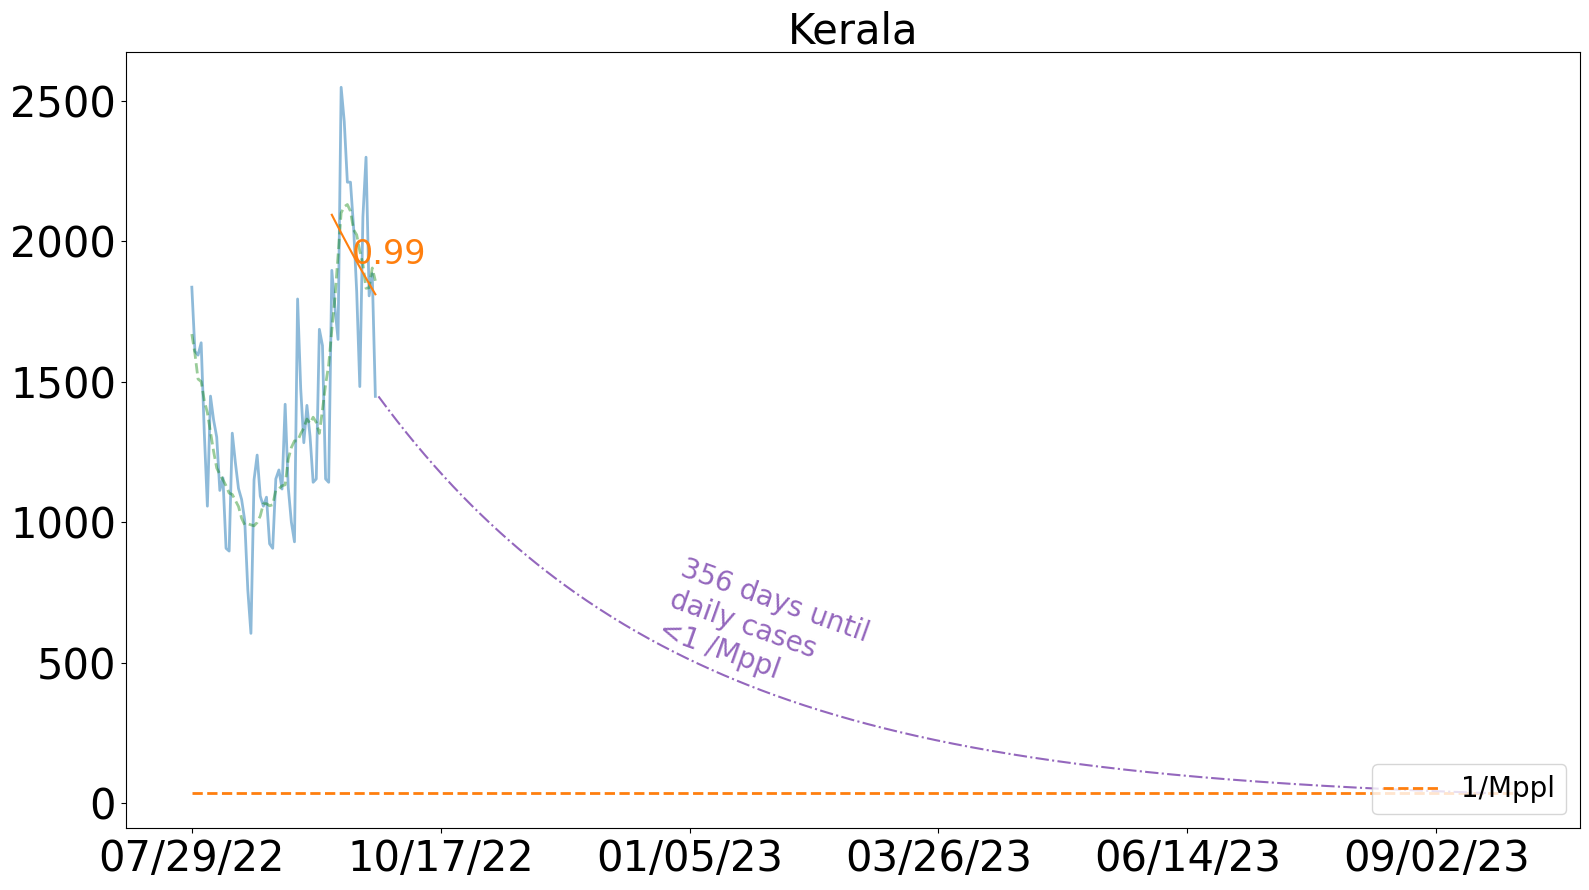 Kerala
2500
2000
1500
1000
500
0
0.99
356 days until
daily cases
<1 /Mppl
1/Mppl
07/29/22
10/17/22
01/05/23
03/26/23
06/14/23
09/02/23